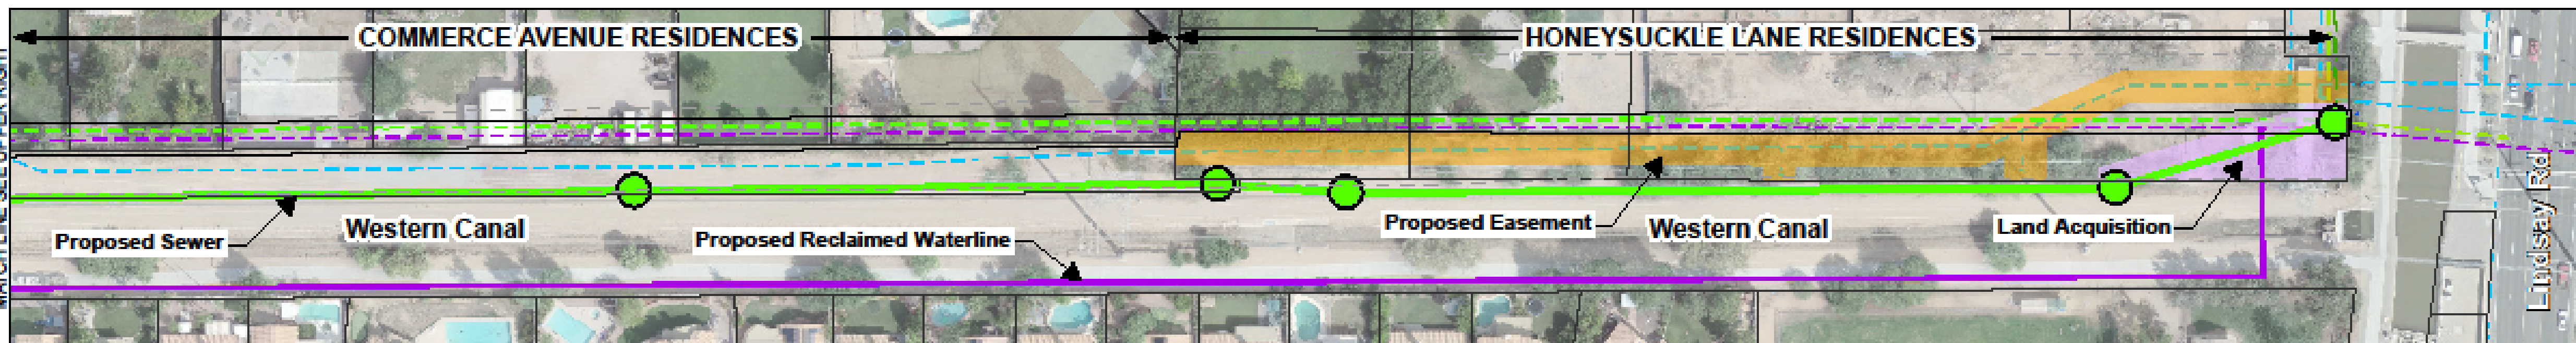 COMMERCE AVENUE RESIDENCES
HONEYSUCKLE LANE RESIDENCES
Proposed Sewer
Western Canal
Proposed Reclaimed Waterline
Proposed Easement
Western Canal
Land Acquisition
Lindsay Rd